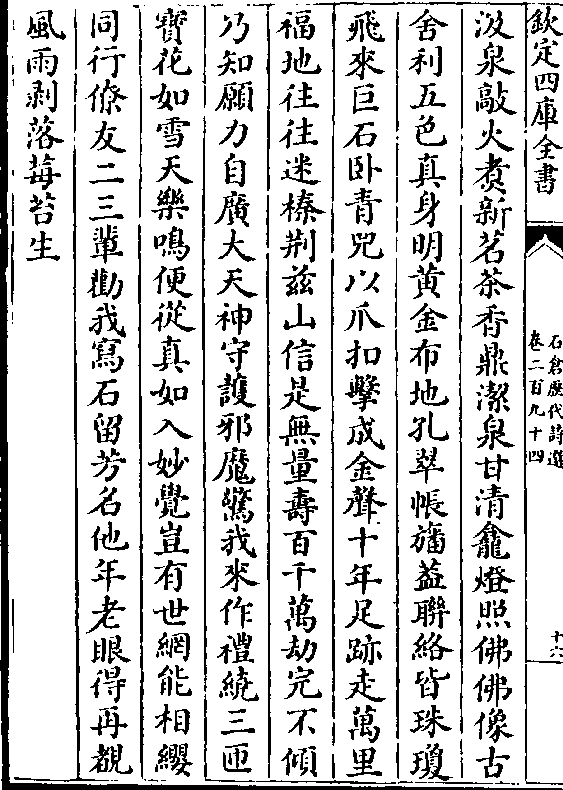 欽定四庫全書
石倉歷代詩選
卷二百九十四
十六
汲泉敲火煑新茗茶香鼎潔泉甘清龕燈照佛佛像古
舍利五色真身明黄金布地孔翠帳旛葢聯絡皆珠瓊
飛來巨石卧青兕以爪扣擊成金聲十年足跡走萬里
福地往往迷榛荆兹山信是無量壽百千萬劫完不傾
乃知願力自廣大天神守護邪魔驚我來作禮繞三匝
寶花如雪天樂鳴便從真如入妙覺豈有世網能相纓
同行僚友二三輩勸我寫石留芳名他年老眼得再覩
風雨剥落莓苔生